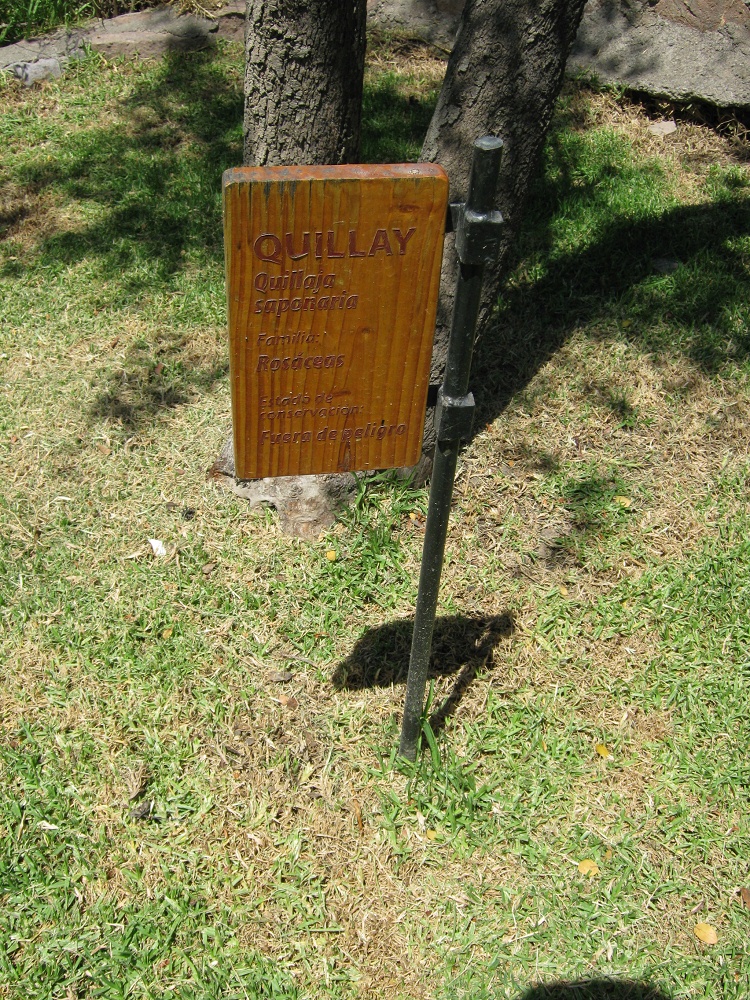 QUILLAY
Quillaja
saponaria
Familia:
Rosáceas
Estado de
conservación:
Fuera de peligro